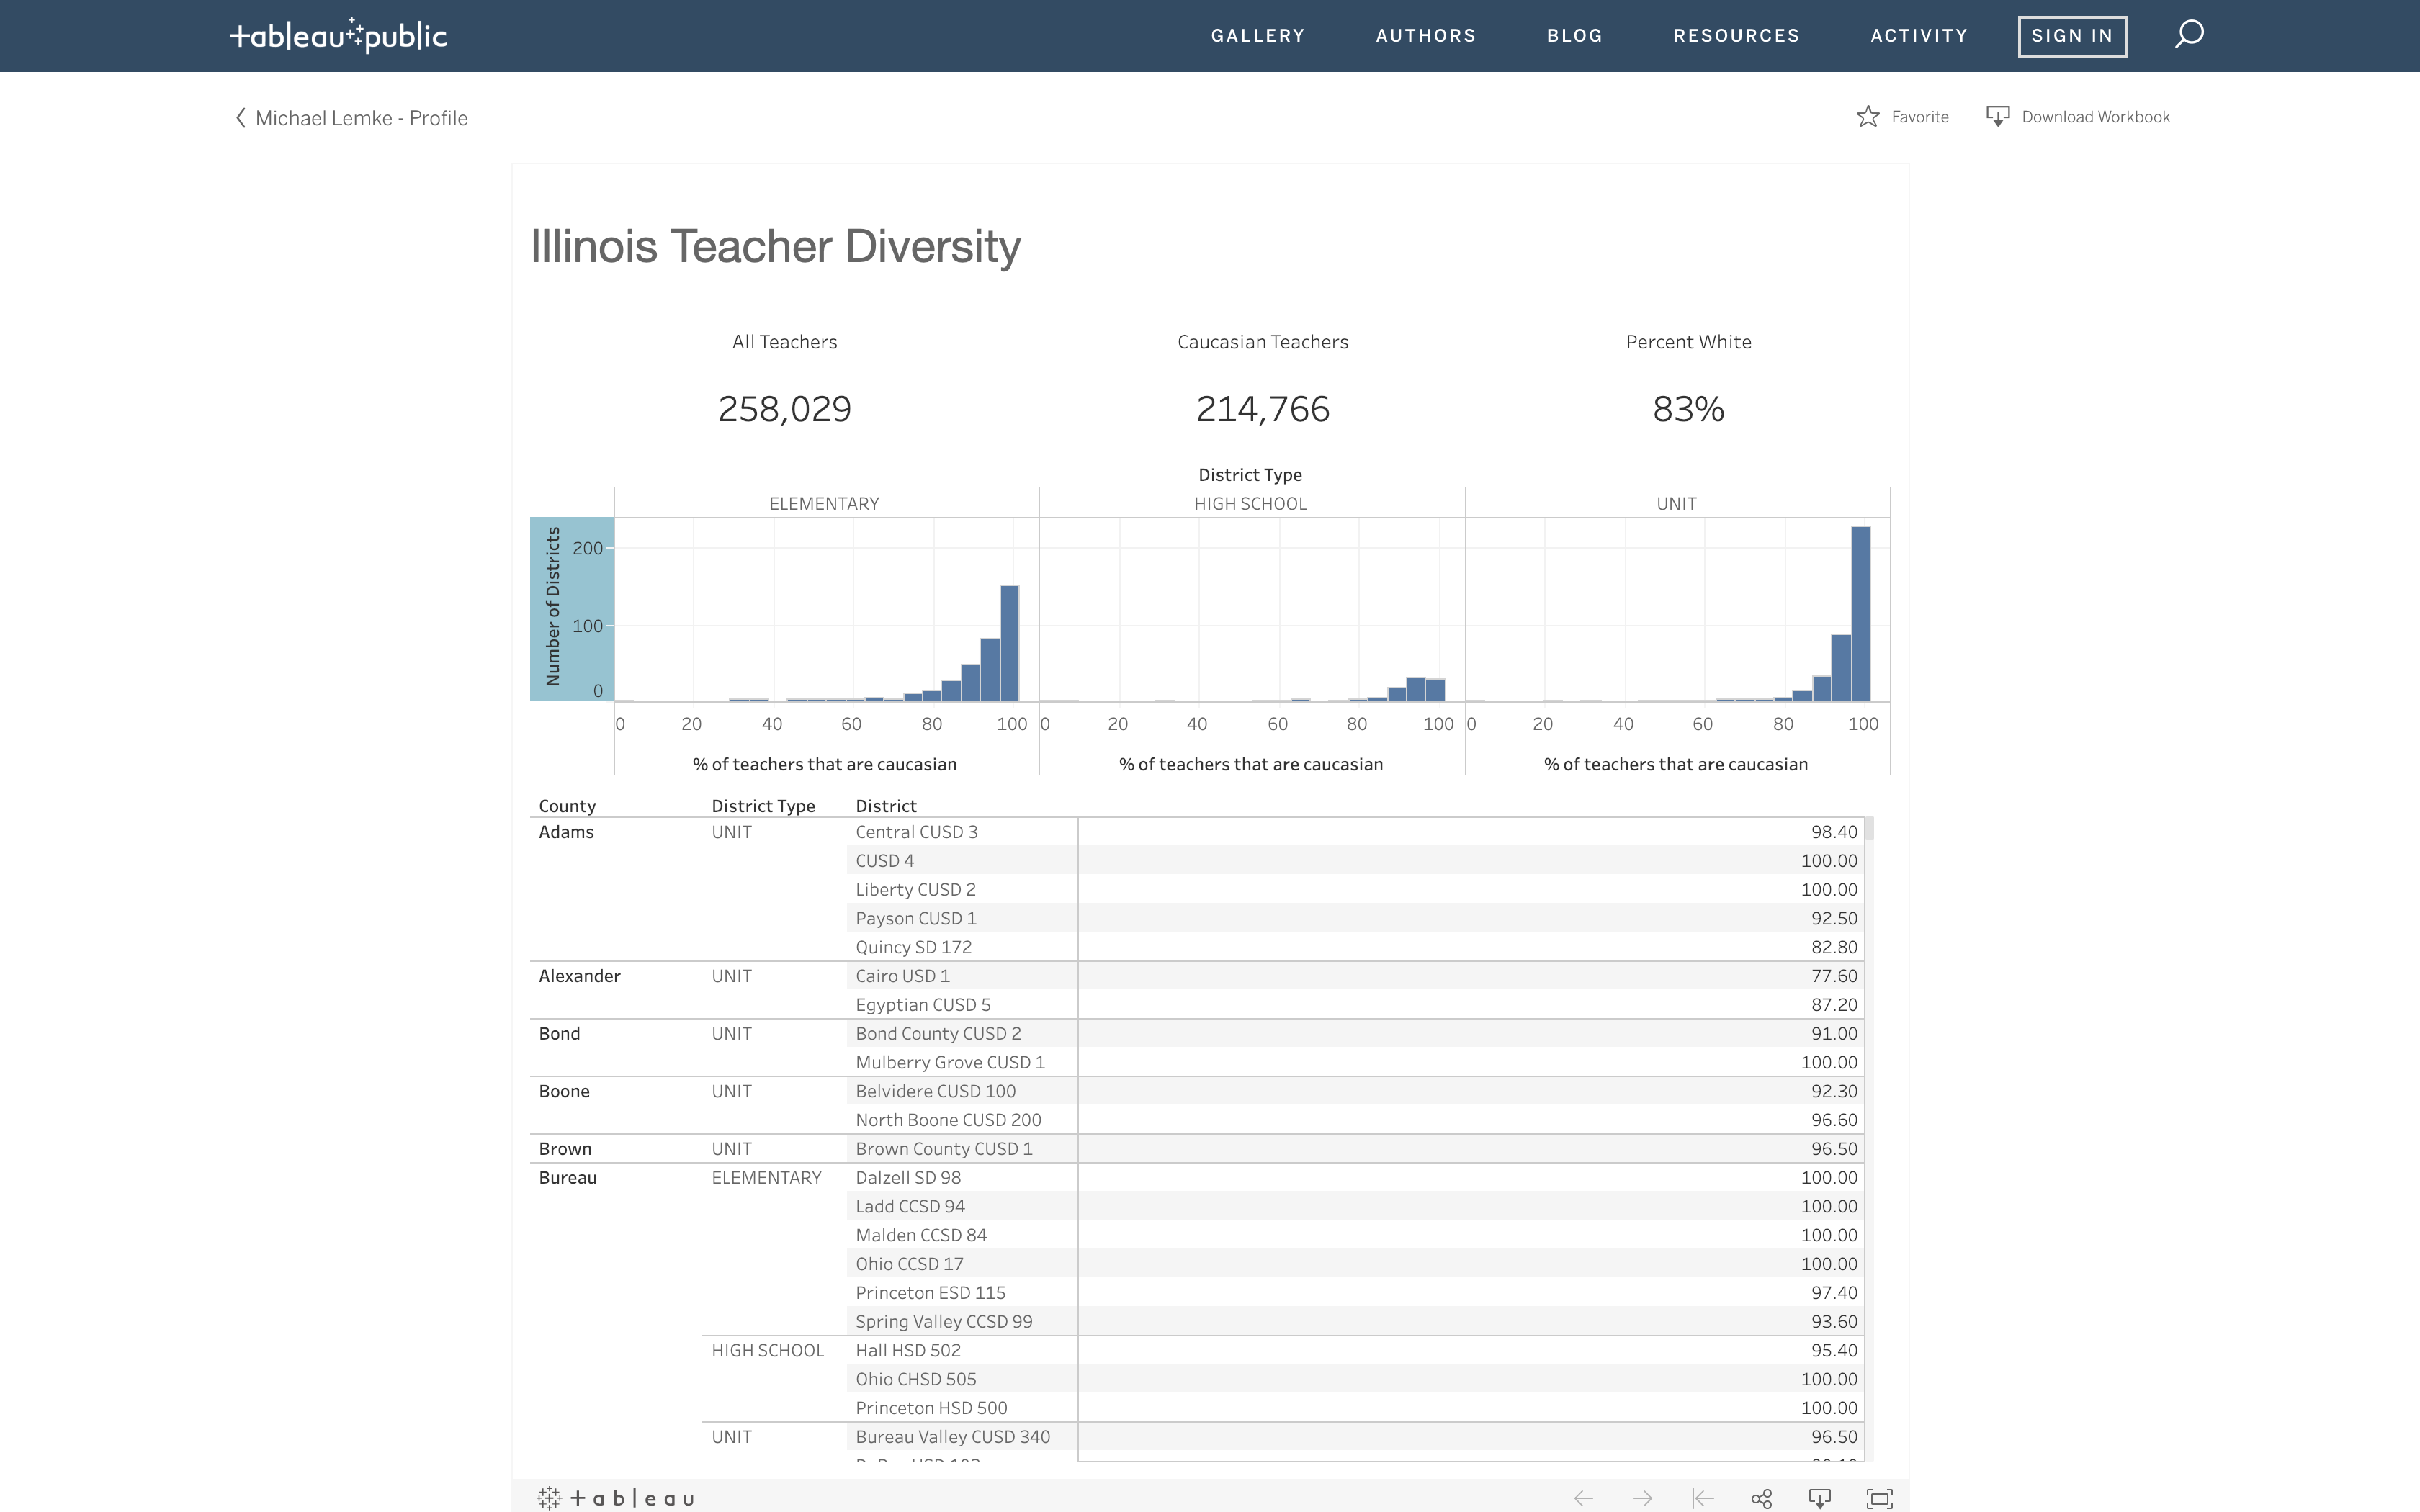 +ableau+public
GALLERY AUTHORS BLOG RESOURCES ACTIVITY SIGN IN
Michael Lemke - Profile
Favorite Download Workbook
Illinois Teacher Diversity
All Teachers Caucasian Teachers Percent White
258,029 214,766 83%
District Type
ELEMENTARY HIGH SCHOOL UNIT
Number of Districts
200
100
0
0 20 40 60 80 100 0 20 40 60 80 100 0 20 40 60 80 100
% of teachers that are caucasian % of teachers that are caucasian % of teachers that are caucasian
County District Type District
Adams UNIT Central CUSD 3 98.40
CUSD 4 100.00
Liberty CUSD 2 100.00
Payson CUSD 1 92.50
Quincy SD 172 82.80
Alexander UNIT Cairo USD 1 77.60
Egyptian CUSD 5 87.20
Bond UNIT Bond County CUSD 2 91.00
Mulberry Grove CUSD 1 100.00
Boone UNIT Belvidere CUSD 100 92.30
North Boone CUSD 200 96.60
Brown UNIT Brown County CUSD 1 96.50
Bureau ELEMENTARY Dalzell SD 98 100.00
Ladd CCSD 94 100.00
Malden CCSD 84 100.00
Ohio CCSD 17 100.00
Princeton ESD 115 97.40
Spring Valley CCSD 99 93.60
HIGH SCHOOL Hall HSD 502 95.40
Ohio CHSD 505 100.00
Princeton HSD 500 100.00
UNIT Bureau Valley CUSD 340 96.50
+ableau